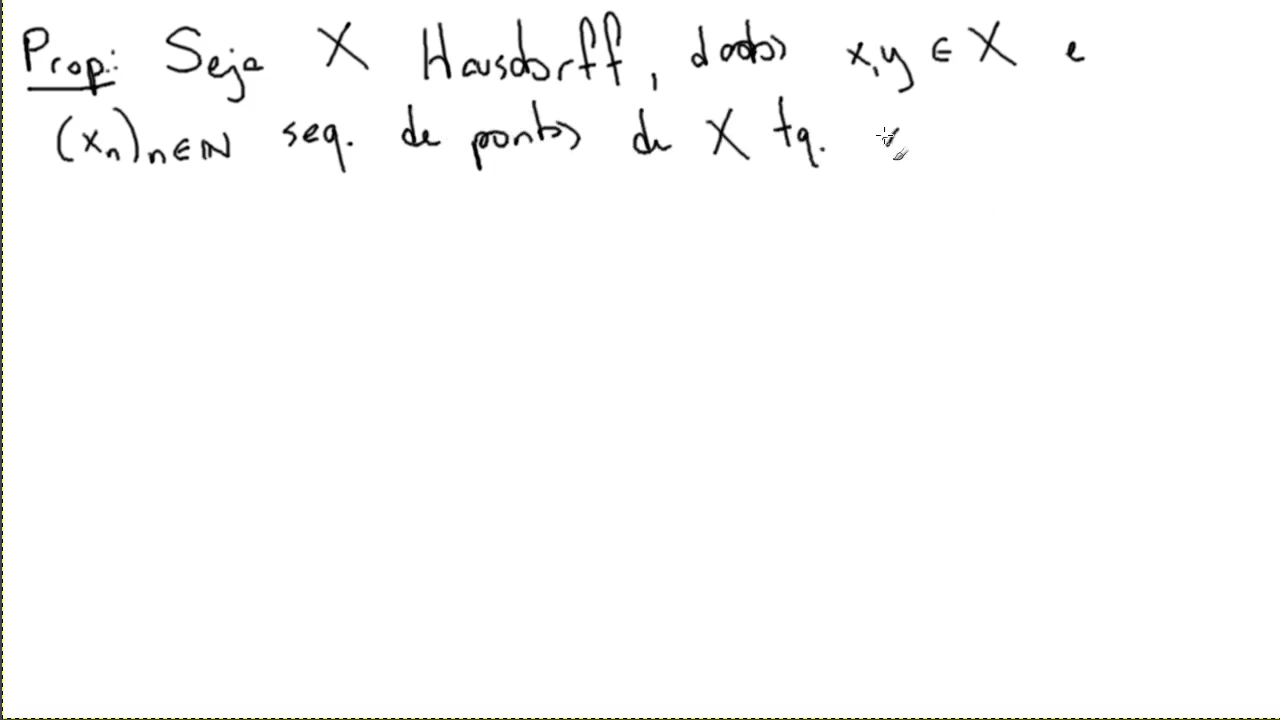 Prop.: Seja X Hausdorff, dados x,y ∈ X e
(xₙ)ₙ∈ℕ seq. de pontos de X tq.